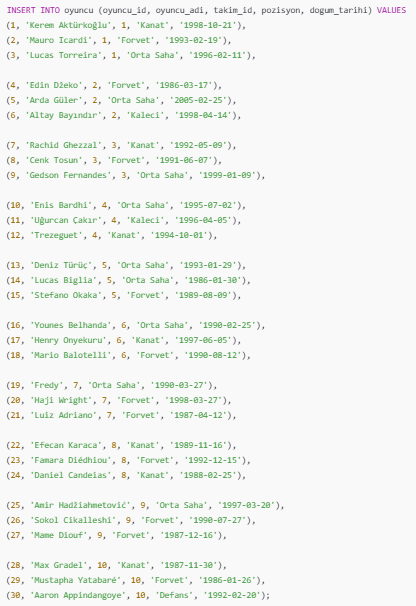 INSERT INTO oyuncu (oyuncu_id, oyuncu_adi, takim_id, pozisyon, dogum_tarihi) VALUES
(1, 'Kerem Aktürkoğlu', 1, 'Kanat', '1998-10-21'),
(2, 'Mauro Icardi', 1, 'Forvet', '1993-02-19'),
(3, 'Lucas Torreira', 1, 'Orta Saha', '1996-02-11'),
(4, 'Edin Džeko', 2, 'Forvet', '1986-03-17'),
(5, 'Arda Güler', 2, 'Orta Saha', '2005-02-25'),
(6, 'Altay Bayındır', 2, 'Kaleci', '1998-04-14'),
(7, 'Rachid Ghezzal', 3, 'Kanat', '1992-05-09'),
(8, 'Cenk Tosun', 3, 'Forvet', '1991-06-07'),
(9, 'Gedson Fernandes', 3, 'Orta Saha', '1999-01-09'),
(10, 'Enis Bardhi', 4, 'Orta Saha', '1995-07-02'),
(11, 'Uğurcan Çakır', 4, 'Kaleci', '1996-04-05'),
(12, 'Trezeguet', 4, 'Kanat', '1994-10-01'),
(13, 'Deniz Türüç', 5, 'Orta Saha', '1993-01-29'),
(14, 'Lucas Biglia', 5, 'Orta Saha', '1986-01-30'),
(15, 'Stefano Okaka', 5, 'Forvet', '1989-08-09'),
(16, 'Younes Belhanda', 6, 'Orta Saha', '1990-02-25'),
(17, 'Henry Onyekuru', 6, 'Kanat', '1997-06-05'),
(18, 'Mario Balotelli', 6, 'Forvet', '1990-08-12'),
(19, 'Fredy', 7, 'Orta Saha', '1990-03-27'),
(20, 'Haji Wright', 7, 'Forvet', '1998-03-27'),
(21, 'Luiz Adriano', 7, 'Forvet', '1987-04-12'),
(22, 'Efecan Karaca', 8, 'Kanat', '1989-11-16'),
(23, 'Famara Diédhiou', 8, 'Forvet', '1992-12-15'),
(24, 'Daniel Candeias', 8, 'Kanat', '1988-02-25'),
(25, 'Amir Hadžiahmetović', 9, 'Orta Saha', '1997-03-20'),
(26, 'Sokol Cikalleshi', 9, 'Forvet', '1990-07-27'),
(27, 'Mame Diouf', 9, 'Forvet', '1987-12-16'),
(28, 'Max Gradel', 10, 'Kanat', '1987-11-30'),
(29, 'Mustapha Yatabaré', 10, 'Forvet', '1986-01-26'),
(30, 'Aaron Appindangoye', 10, 'Defans', '1992-02-20');